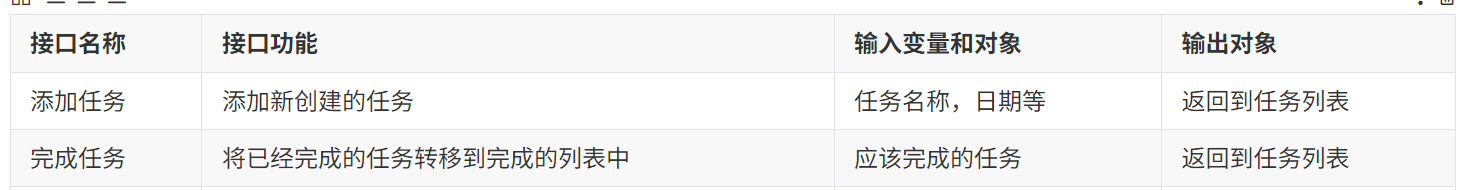 接口名称 接口功能 输入变量和对象 输出对象
添加任务 添加新创建的任务 任务名称，日期等 返回到任务列表
完成任务 将已经完成的任务转移到完成的列表中 应该完成的任务 返回到任务列表